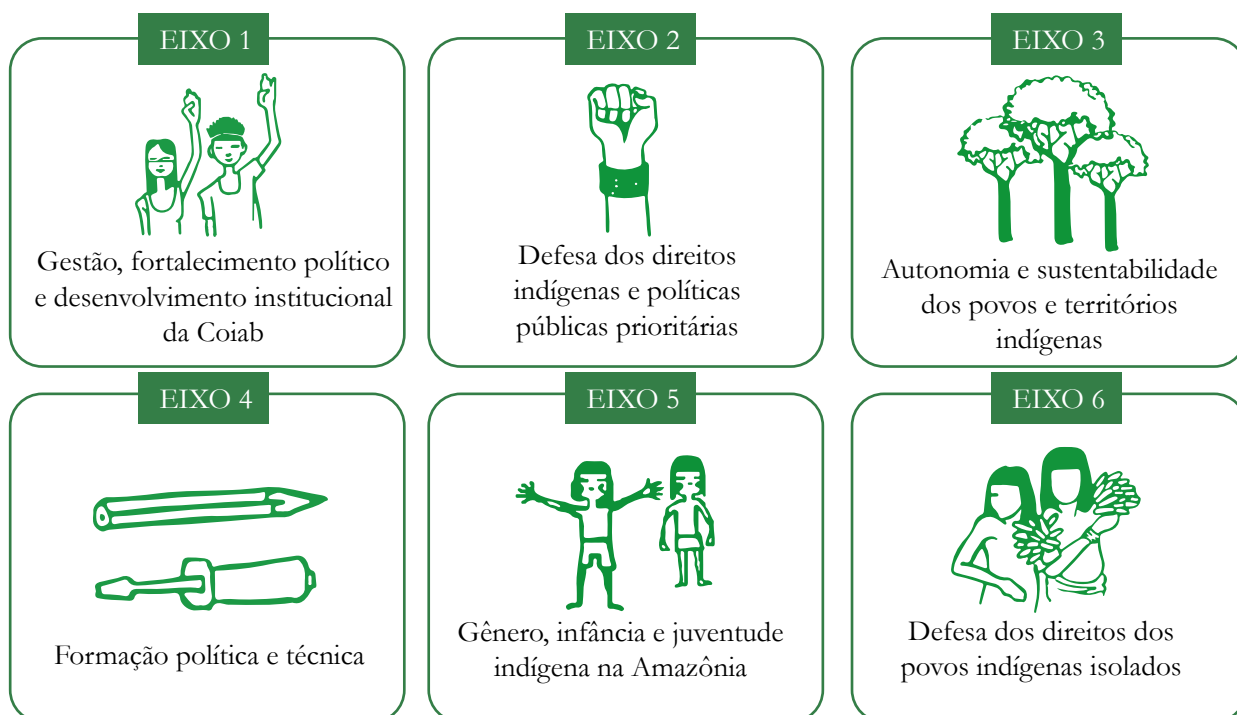 EIXO 1
Gestão, fortalecimento político
e desenvolvimento institucional
da Coiab
EIXO 2
Defesa dos direitos
indígenas e políticas
públicas prioritárias
EIXO 3
Autonomia e sustentabilidade
dos povos e territórios
indígenas
EIXO 4
Formação política e técnica
EIXO 5
Gênero, infância e juventude
indígena na Amazônia
EIXO 6
Defesa dos direitos dos
povos indígenas isolados